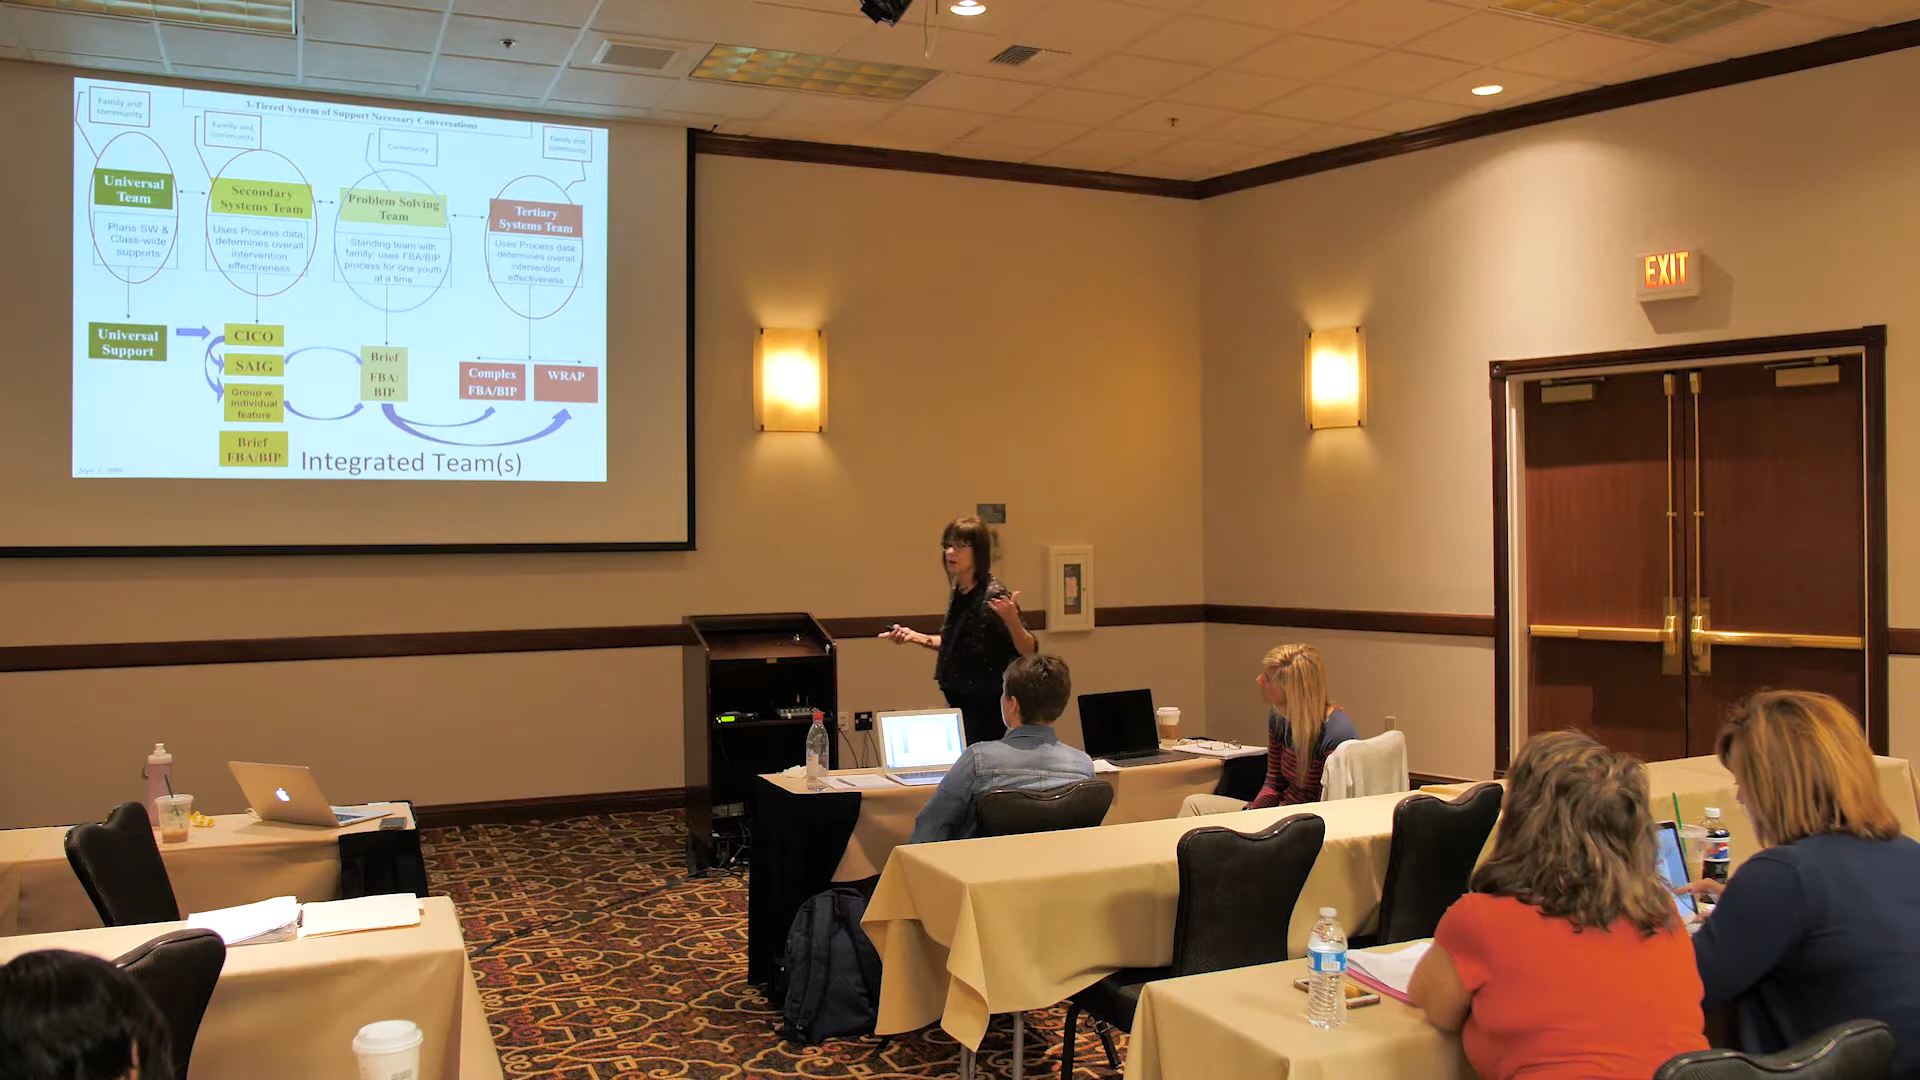 3-Tiered System of Support Necessary Conversations
Family and
community
Family and
community
Community
Family and
community
Universal
Team
Secondary
Systems Team
Problem Solving
Team
Tertiary
Systems Team
Plans SW &
Class-wide
supports
Uses Process data;
determines overall
intervention
effectiveness
Standing team with
family; uses FBA/BIP
process for one youth
at a time
Uses Process data;
determines overall
intervention
effectiveness
Universal
Support
CICO
SAIG
Group w.
individual
feature
Brief
FBA/BIP
Brief
FBA/
BIP
Complex
FBA/BIP
WRAP
Integrated Team(s)
EXIT